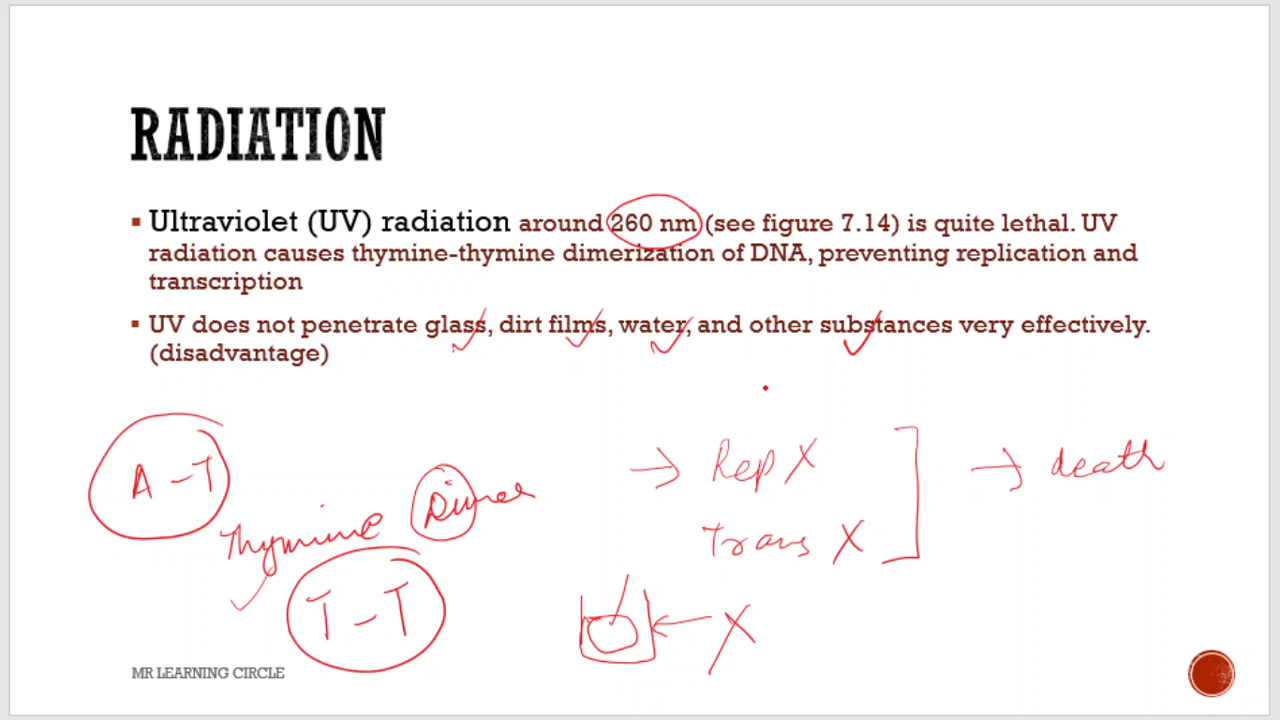 RADIATION
Ultraviolet (UV) radiation around 260 nm (see figure 7.14) is quite lethal. UV
radiation causes thymine-thymine dimerization of DNA, preventing replication and
transcription
UV does not penetrate glass, dirt films, water, and other substances very effectively.
(disadvantage)
A - T
Thymine Dimer
T - T
→ Rep X
Trans X
→ death
X
MR LEARNING CIRCLE